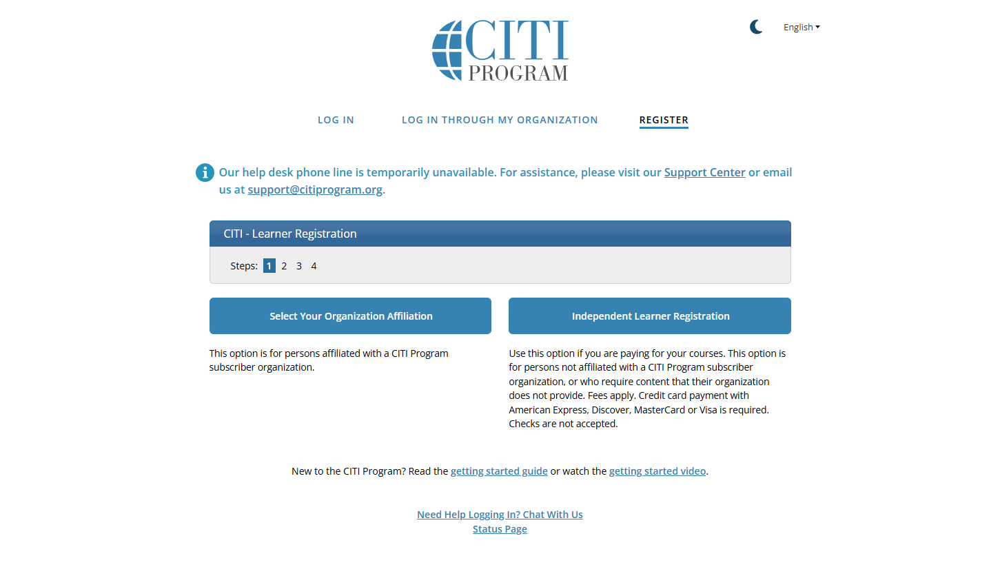 CITI
PROGRAM
English
LOG IN
LOG IN THROUGH MY ORGANIZATION
REGISTER
Our help desk phone line is temporarily unavailable. For assistance, please visit our Support Center or email
us at support@citiprogram.org.
CITI - Learner Registration
Steps: 1 2 3 4
Select Your Organization Affiliation
This option is for persons affiliated with a CITI Program
subscriber organization.
Independent Learner Registration
Use this option if you are paying for your courses. This option is
for persons not affiliated with a CITI Program subscriber
organization, or who require content that their organization
does not provide. Fees apply. Credit card payment with
American Express, Discover, MasterCard or Visa is required.
Checks are not accepted.
New to the CITI Program? Read the getting started guide or watch the getting started video.
Need Help Logging In? Chat With Us
Status Page